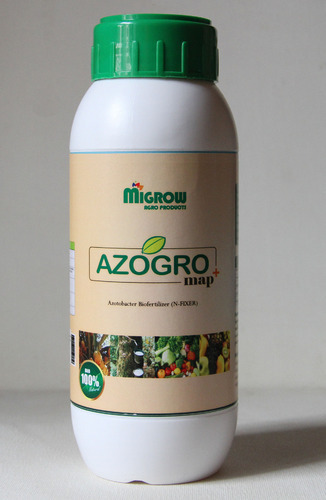 MIGROW
AGRO PRODUCTS
AZOGRO
map+
Azotobacter Biofertilizer (N-FIXER)
100%